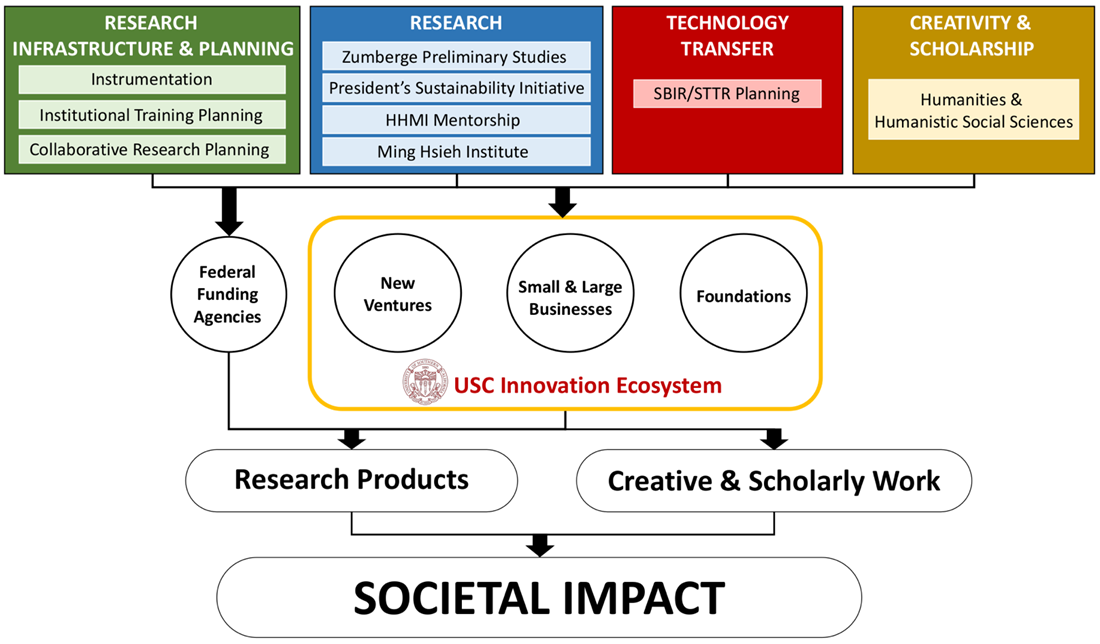 RESEARCH
INFRASTRUCTURE & PLANNING
Instrumentation
Institutional Training Planning
Collaborative Research Planning
RESEARCH
Zumberge Preliminary Studies
President's Sustainability Initiative
HHMI Mentorship
Ming Hsieh Institute
TECHNOLOGY
TRANSFER
SBIR/STTR Planning
CREATIVITY &
SCHOLARSHIP
Humanities &
Humanistic Social Sciences
Federal
Funding
Agencies
New
Ventures
Small & Large
Businesses
Foundations
USC Innovation Ecosystem
Research Products
Creative & Scholarly Work
SOCIETAL IMPACT